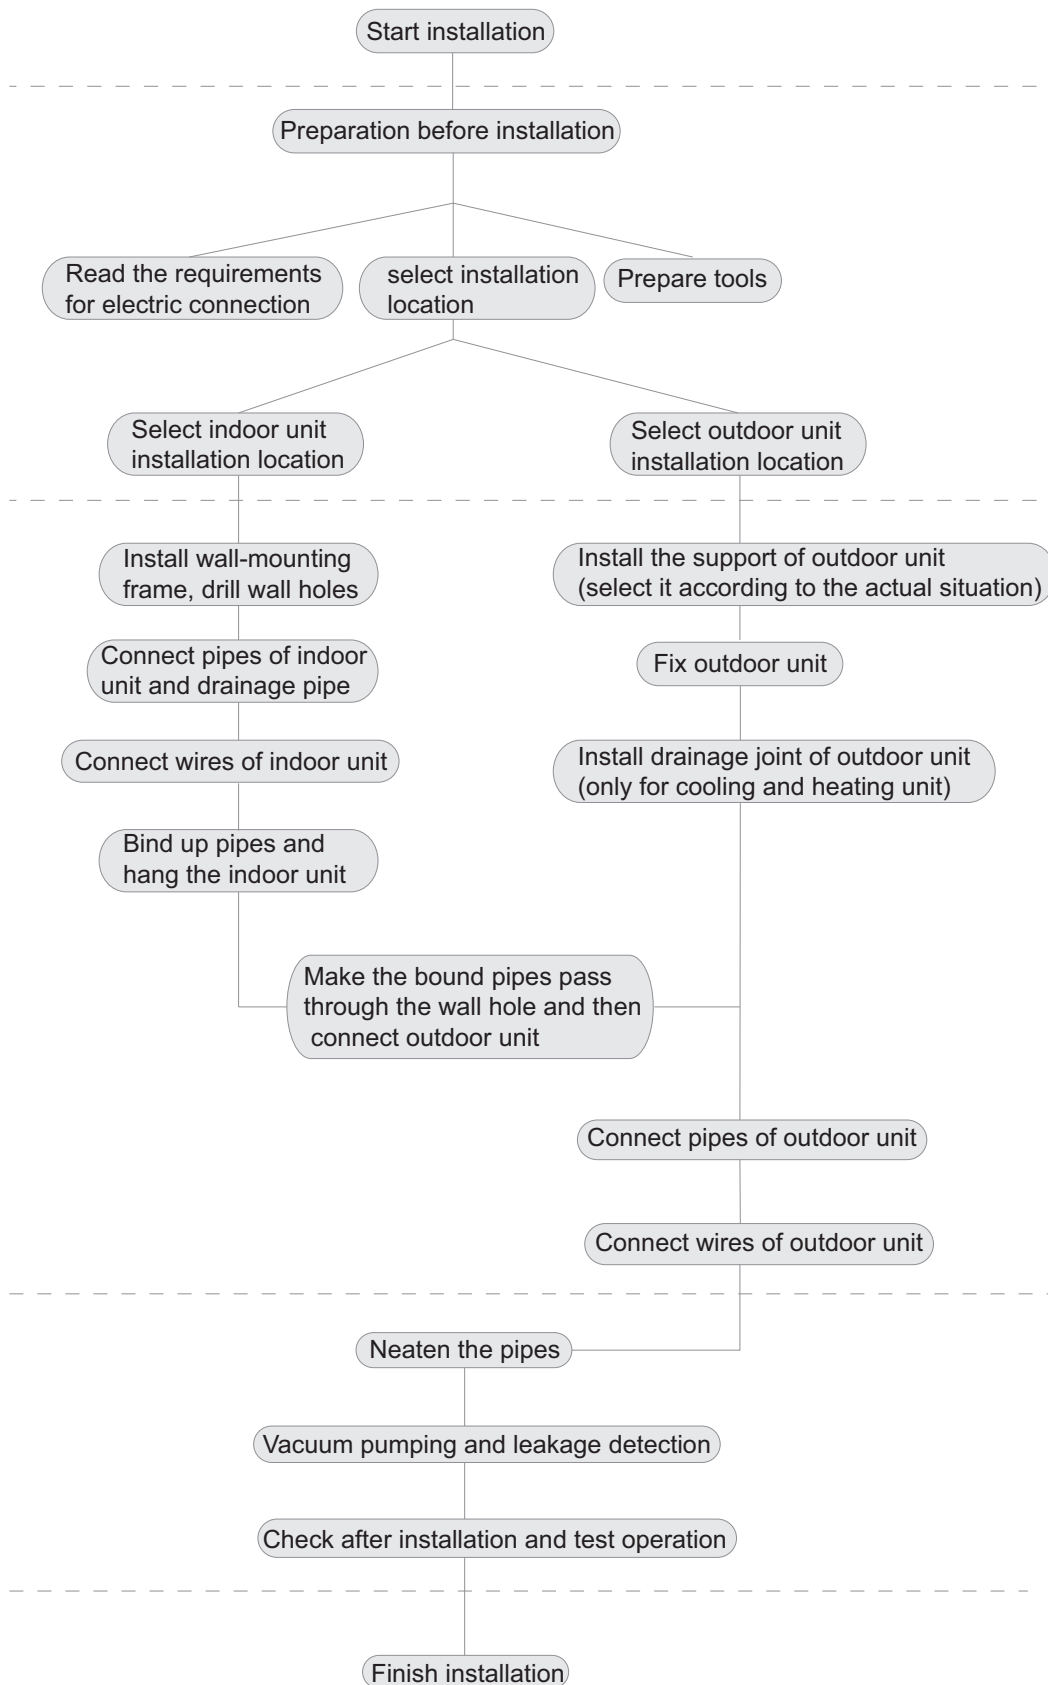 Start installation
Preparation before installation
Read the requirements
for electric connection
select installation
location
Prepare tools
Select indoor unit
installation location
Select outdoor unit
installation location
Install wall-mounting
frame, drill wall holes
Connect pipes of indoor
unit and drainage pipe
Connect wires of indoor unit
Bind up pipes and
hang the indoor unit
Install the support of outdoor unit
(select it according to the actual situation)
Fix outdoor unit
Install drainage joint of outdoor unit
(only for cooling and heating unit)
Make the bound pipes pass
through the wall hole and then
connect outdoor unit
Connect pipes of outdoor unit
Connect wires of outdoor unit
Neaten the pipes
Vacuum pumping and leakage detection
Check after installation and test operation
Finish installation